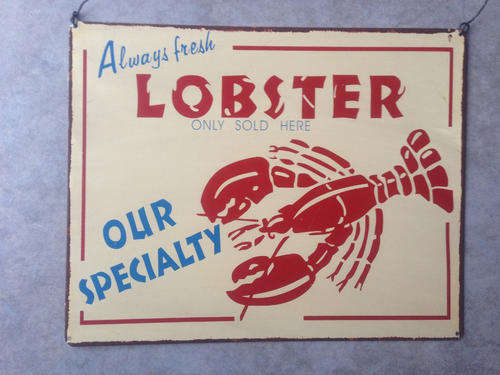 Always fresh
LOBSTER
ONLY SOLD HERE
OUR
SPECIALTY